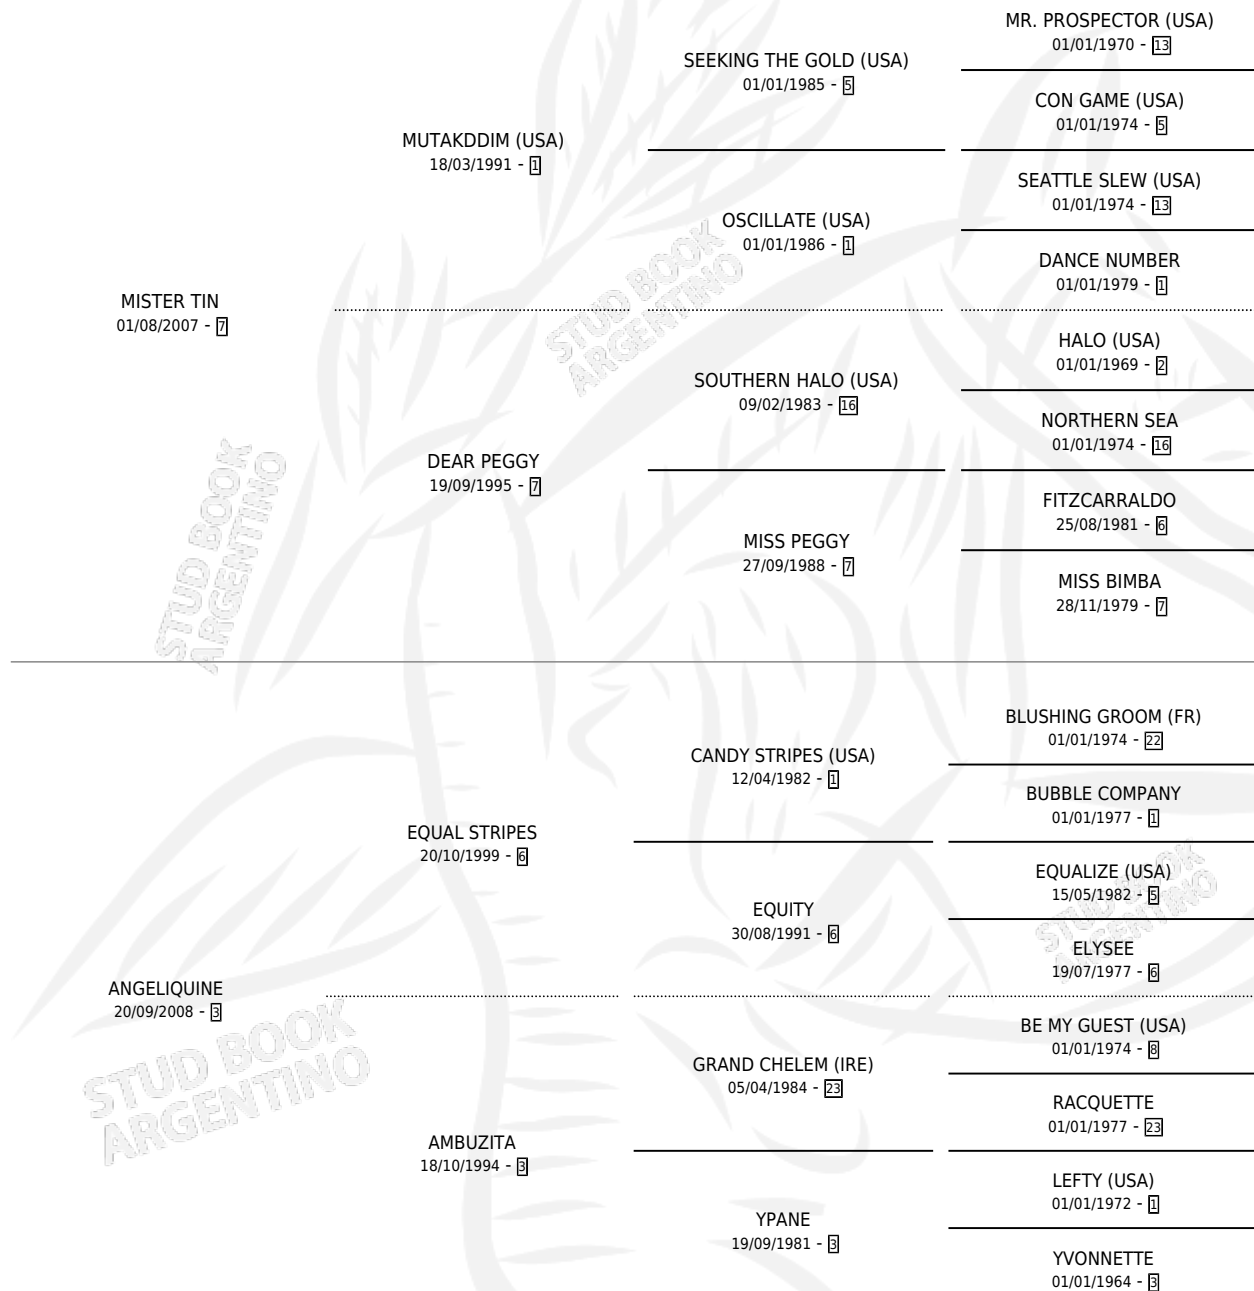 MR. PROSPECTOR (USA)
01/01/1970 - 13
SEEKING THE GOLD (USA)
01/01/1985 - 5
CON GAME (USA)
01/01/1974 - 5
MUTAKDDIM (USA)
18/03/1991 - 1
SEATTLE SLEW (USA)
01/01/1974 - 13
OSCILLATE (USA)
01/01/1986 - 1
DANCE NUMBER
01/01/1979 - 1
MISTER TIN
01/08/2007 - 7
HALO (USA)
01/01/1969 - 2
SOUTHERN HALO (USA)
09/02/1983 - 16
NORTHERN SEA
01/01/1974 - 16
DEAR PEGGY
19/09/1995 - 7
FITZCARRALDO
25/08/1981 - 6
MISS PEGGY
27/09/1988 - 7
MISS BIMBA
28/11/1979 - 7
STUD BOOK
ARGENTINO
STUD BOOK
ARGENTINO
BLUSHING GROOM (FR)
01/01/1974 - 22
CANDY STRIPES (USA)
12/04/1982 - 1
BUBBLE COMPANY
01/01/1977 - 1
EQUAL STRIPES
20/10/1999 - 6
EQUALIZE (USA)
15/05/1982 - 5
EQUITY
30/08/1991 - 6
ELYSEE
19/07/1977 - 6
ANGELIQUINE
20/09/2008 - 3
BE MY GUEST (USA)
01/01/1974 - 8
GRAND CHELEM (IRE)
05/04/1984 - 23
RACQUETTE
01/01/1977 - 23
AMBUZITA
18/10/1994 - 3
LEFTY (USA)
01/01/1972 - 1
YPANE
19/09/1981 - 3
YVONNETTE
01/01/1964 - 3
STUD BOOK
ARGENTINO
STUD BOOK
ARGENTINO